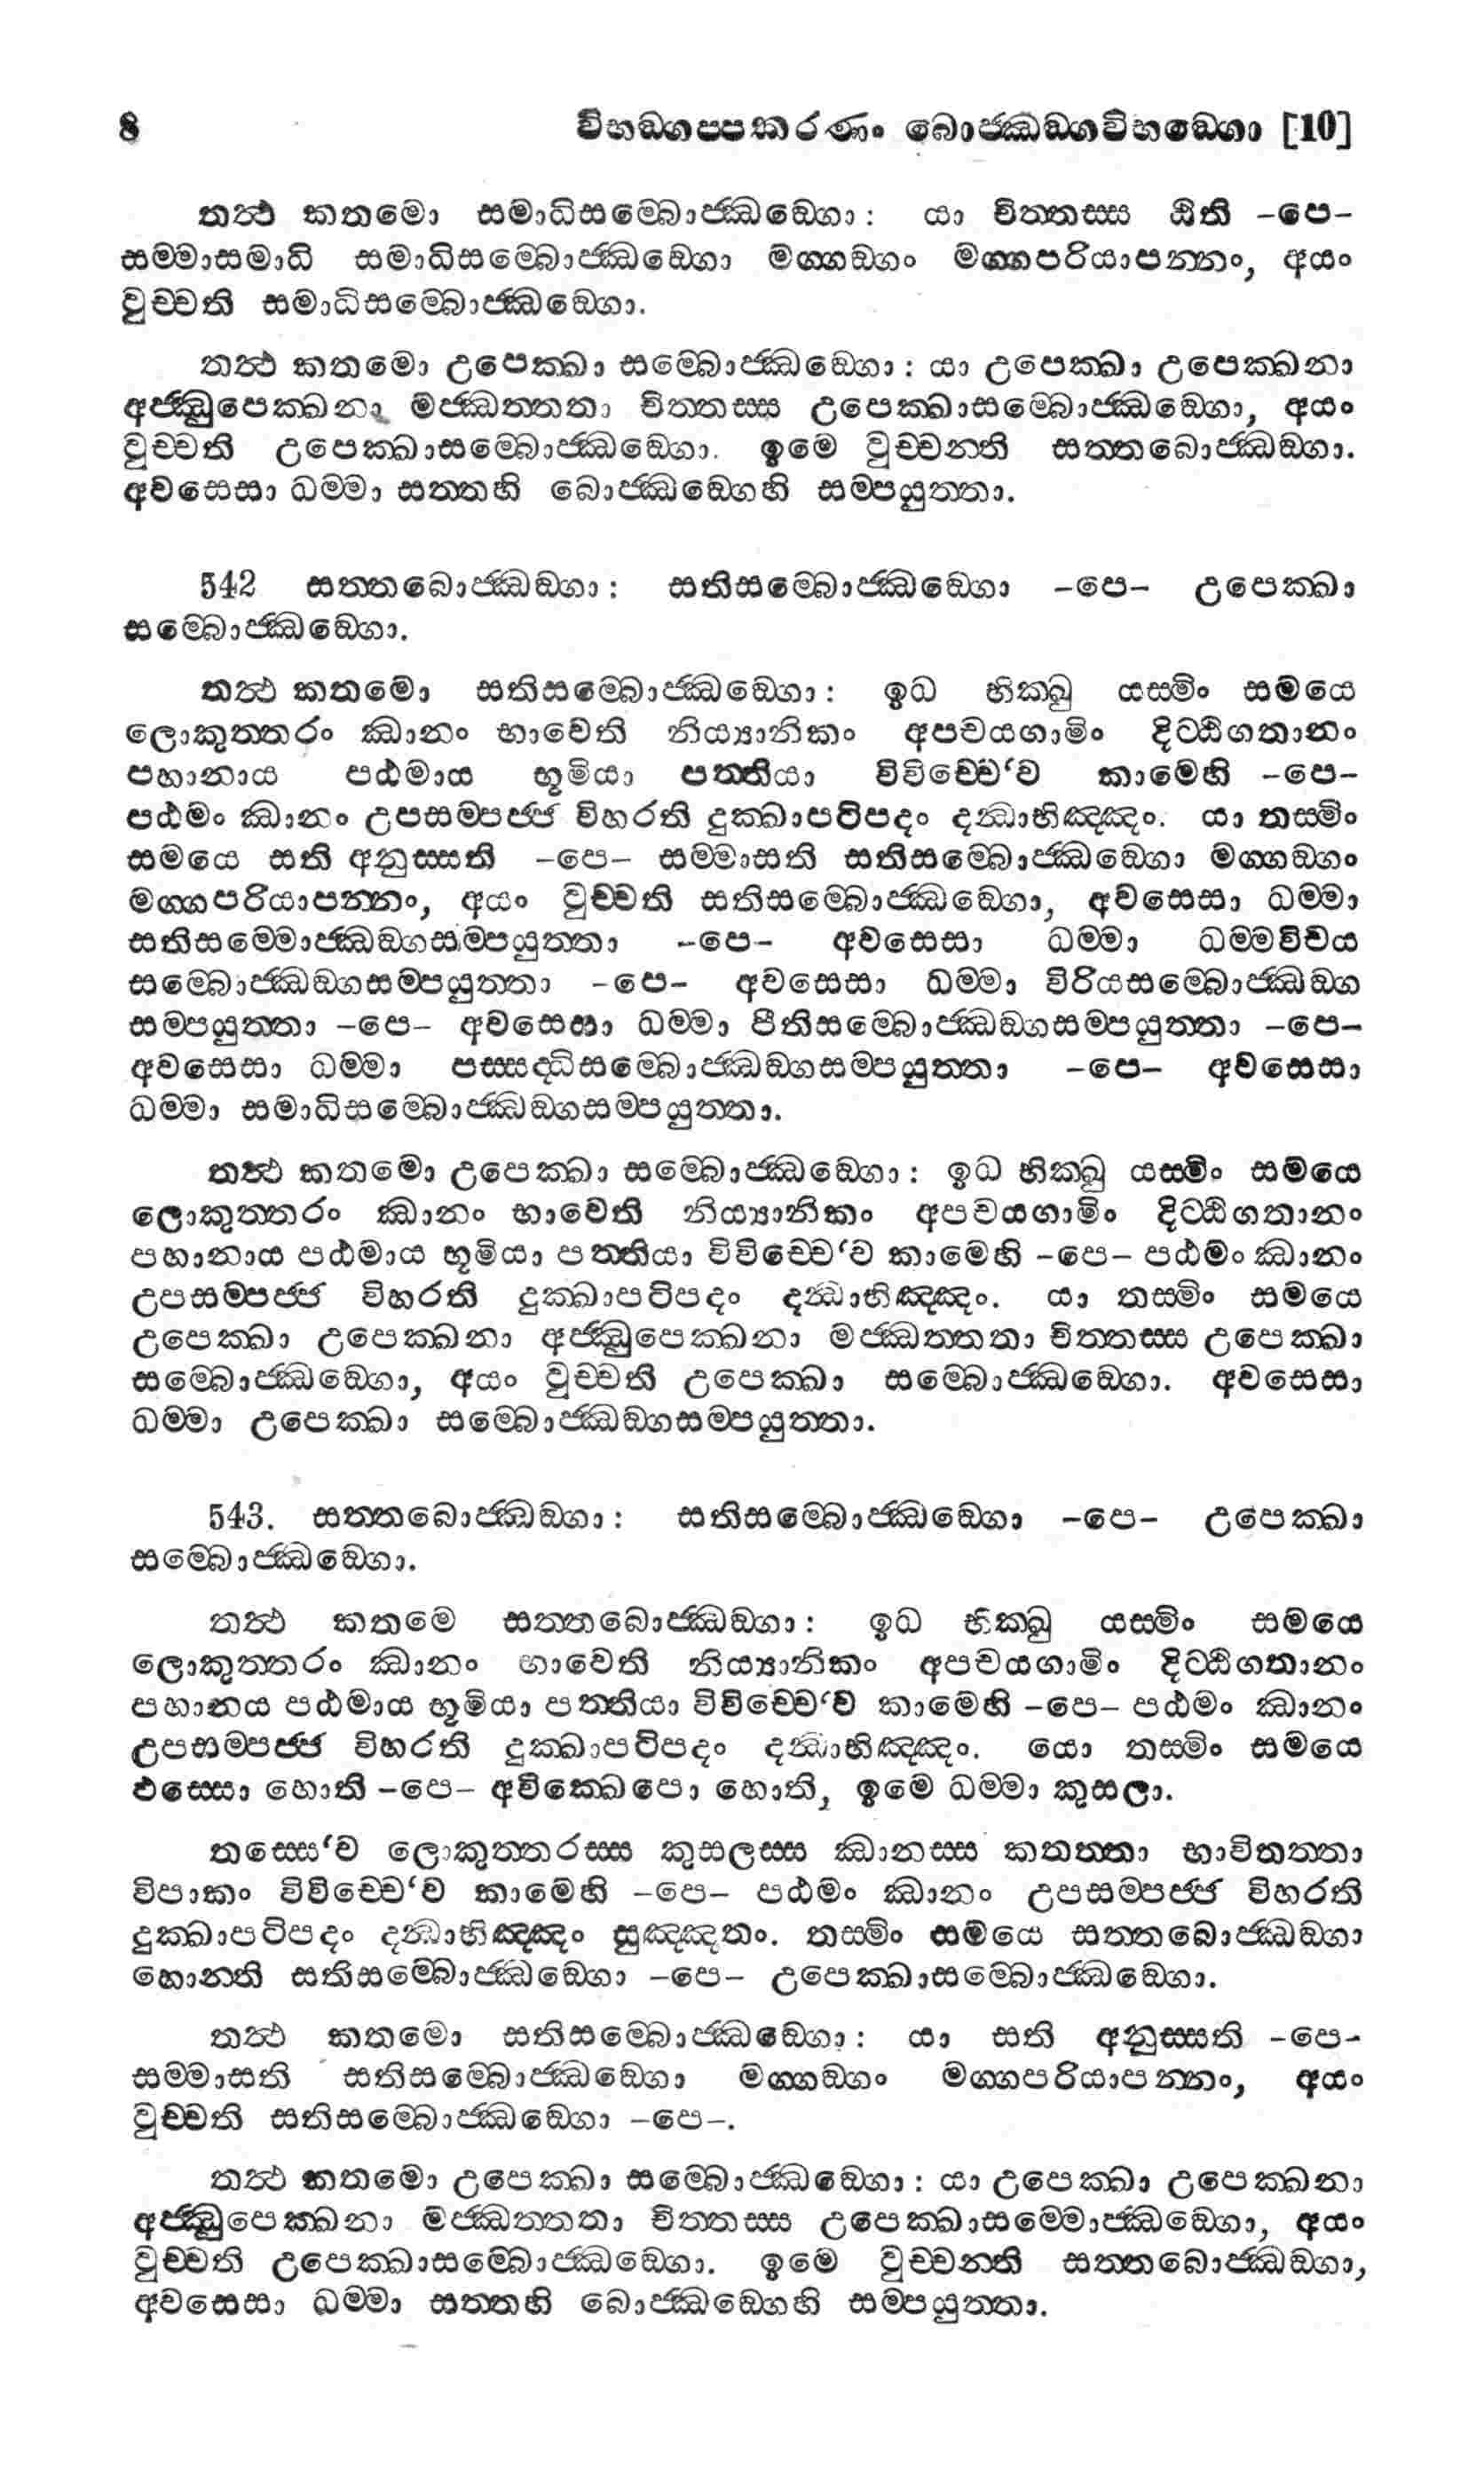 8 විභඞ්ගප්පකරණං බොජ්ඣඞ්ගවිභඞ්ගො [10]
තත්ථ කතමො සමාධිසම්බොජ්ඣඞ්ගො : යා චිත්තස්ස ඨිති –පෙ–
සම්මාසමාධි සමාධිසම්බොජ්ඣඞ්ගො මග්ගඞ්ගං මග්ගපරියාපන්නං, අයං
වුච්චති සමාධිසම්බොජ්ඣඞ්ගො.
තත්ථ කතමො උපෙක්ඛා සම්බොජ්ඣඞ්ගො : යා උපෙක්ඛා උපෙක්ඛනා
අජ්ඣුපෙක්ඛනා මජ්ඣත්තතා චිත්තස්ස උපෙක්ඛාසම්බොජ්ඣඞ්ගො, අයං
වුච්චති උපෙක්ඛාසම්බොජ්ඣඞ්ගො. ඉමෙ වුච්චන්ති සත්තබොජ්ඣඞ්ගා.
අවසෙසා ධම්මා සත්තහි බොජ්ඣඞ්ගෙහි සම්පයුත්තා.
542 සත්තබොජ්ඣඞ්ගා : සතිසම්බොජ්ඣඞ්ගො –පෙ– උපෙක්ඛා
සම්බොජ්ඣඞ්ගො.
තත්ථ කතමො සතිසම්බොජ්ඣඞ්ගො : ඉධ භික්ඛු යස්මිං සමයෙ
ලොකුත්තරං ඣානං භාවෙති නිය්‍යානිකං අපචයගාමිං දිට්ඨිගතානං
පහානාය පඨමාය භූමියා පත්තියා විවිච්චෙ‘ව කාමෙහි –පෙ–
පඨමං ඣානං උපසම්පජ්ජ විහරති දුක්ඛාපටිපදං දන්ධාභිඤ්ඤං. යා තස්මිං
සමයෙ සති අනුස්සති –පෙ– සම්මාසති සතිසම්බොජ්ඣඞ්ගො මග්ගඞ්ගං
මග්ගපරියාපන්නං, අයං වුච්චති සතිසම්බොජ්ඣඞ්ගො, අවසෙසා ධම්මා
සතිසම්මොජ්ඣඞ්ගසම්පයුත්තා –පෙ– අවසෙසා ධම්මා ධම්මවිචය
සම්බොජ්ඣඞ්ගසම්පයුත්තා –පෙ– අවසෙසා ධම්මා විරියසම්බොජ්ඣඞ්ග
සම්පයුත්තා –පෙ– අවසෙසා ධම්මා පීතිසම්බොජ්ඣඞ්ගසම්පයුත්තා –පෙ–
අවසෙසා ධම්මා පස්සද්ධිසම්බොජ්ඣඞ්ගසම්පයුත්තා –පෙ– අවසෙසා
ධම්මා සමාධිසම්බොජ්ඣඞ්ගසම්පයුත්තා.
තත්ථ කතමො උපෙක්ඛා සම්බොජ්ඣඞ්ගො : ඉධ භික්ඛු යස්මිං සමයෙ
ලොකුත්තරං ඣානං භාවෙති නිය්‍යානිකං අපචයගාමිං දිට්ඨිගතානං
පහානාය පඨමාය භූමියා පත්තියා විවිච්චෙ‘ව කාමෙහි –පෙ– පඨමං ඣානං
උපසම්පජ්ජ විහරති දුක්ඛාපටිපදං දන්ධාභිඤ්ඤං. යා තස්මිං සමයෙ
උපෙක්ඛා උපෙක්ඛනා අජ්ඣුපෙක්ඛනා මජ්ඣත්තතා චිත්තස්ස උපෙක්ඛා
සම්බොජ්ඣඞ්ගො, අයං වුච්චති උපෙක්ඛා සම්බොජ්ඣඞ්ගො. අවසෙසා
ධම්මා උපෙක්ඛා සම්බොජ්ඣඞ්ගසම්පයුත්තා.
543. සත්තබොජ්ඣඞ්ගා : සතිසම්බොජ්ඣඞ්ගො –පෙ– උපෙක්ඛා
සම්බොජ්ඣඞ්ගො.
තත්ථ කතමෙ සත්තබොජ්ඣඞ්ගා : ඉධ භික්ඛු යස්මිං සමයෙ
ලොකුත්තරං ඣානං භාවෙති නිය්‍යානිකං අපචයගාමිං දිට්ඨිගතානං
පහානය පඨමාය භූමියා පත්තියා විවිච්චෙ‘ව කාමෙහි –පෙ– පඨමං ඣානං
උපසම්පජ්ජ විහරති දුක්ඛාපටිපදං දන්ධාභිඤ්ඤං. යො තස්මිං සමයෙ
ඵස්සො හොති –පෙ– අවික්ඛෙපො හොති, ඉමෙ ධම්මා කුසලා.
තස්සෙ‘ව ලොකුත්තරස්ස කුසලස්ස ඣානස්ස කතත්තා භාවිතත්තා
විපාකං විවිච්චෙ‘ව කාමෙහි –පෙ– පඨමං ඣානං උපසම්පජ්ජ විහරති
දුක්ඛාපටිපදං දන්ධාභිඤ්ඤං සුඤ්ඤතං. තස්මිං සමයෙ සත්තබොජ්ඣඞ්ගා
හොන්ති සතිසම්බොජ්ඣඞ්ගො –පෙ– උපෙක්ඛාසම්බොජ්ඣඞ්ගො.
තත්ථ කතමො සතිසම්බොජ්ඣඞ්ගො : යා සති අනුස්සති –පෙ–
සම්මාසති සතිසම්බොජ්ඣඞ්ගො මග්ගඞ්ගං මග්ගපරියාපන්නං, අයං
වුච්චති සතිසම්බොජ්ඣඞ්ගො –පෙ–.
තත්ථ කතමො උපෙක්ඛා සම්බොජ්ඣඞ්ගො : යා උපෙක්ඛා උපෙක්ඛනා
අජ්ඣුපෙක්ඛනා මජ්ඣත්තතා චිත්තස්ස උපෙක්ඛාසම්මොජ්ඣඞ්ගො, අයං
වුච්චති උපෙක්ඛාසම්බොජ්ඣඞ්ගො. ඉමෙ වුච්චන්ති සත්තබොජ්ඣඞ්ගා,
අවසෙසා ධම්මා සත්තහි බොජ්ඣඞ්ගෙහි සම්පයුත්තා.